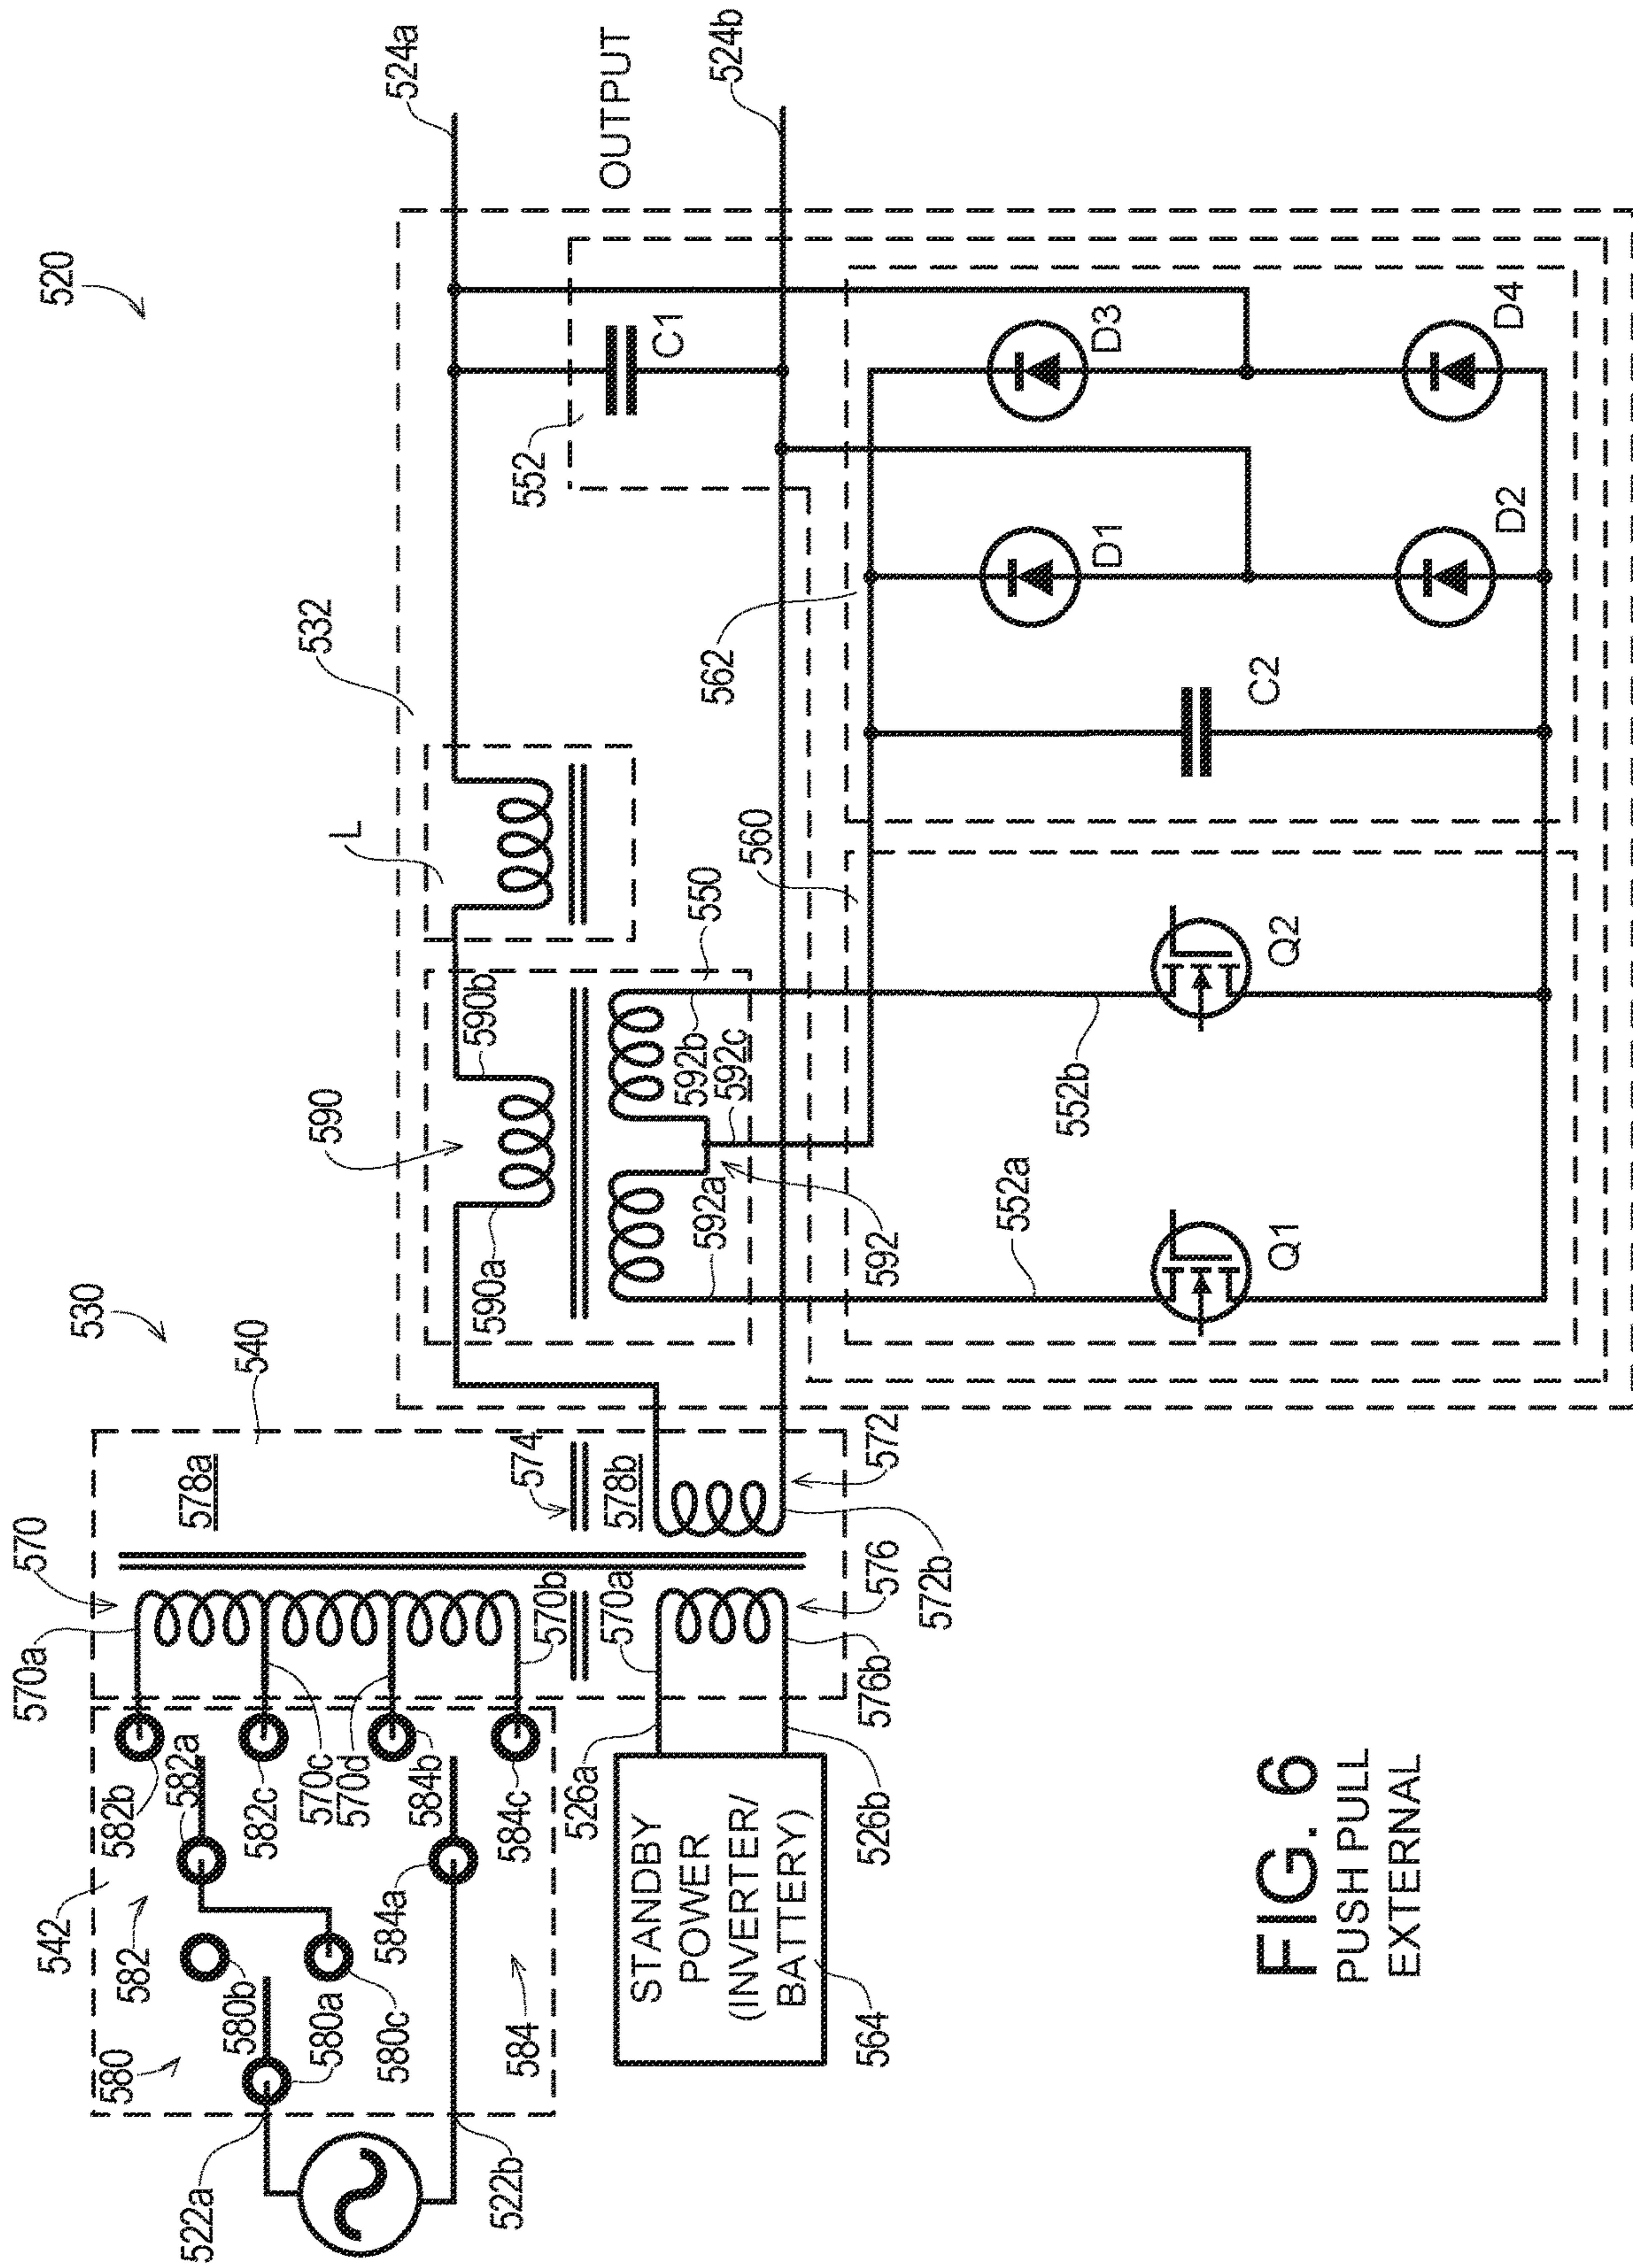 520
530
540
532
524a
OUTPUT
524b
570
570a
578a
574
578b
572
572b
576
576b
570b
570a
570c
570d
542
582
582b
582a
582c
584b
584c
584a
584
580
580b
580a
580c
522a
522b
526a
526b
STANDBY
POWER
(INVERTER/
BATTERY)
564
590
590a
590b
L
550
592b
592c
592a
592
560
562
552
C1
552a
552b
Q1
Q2
C2
D1
D2
D3
D4
FIG. 6
PUSH PULL
EXTERNAL